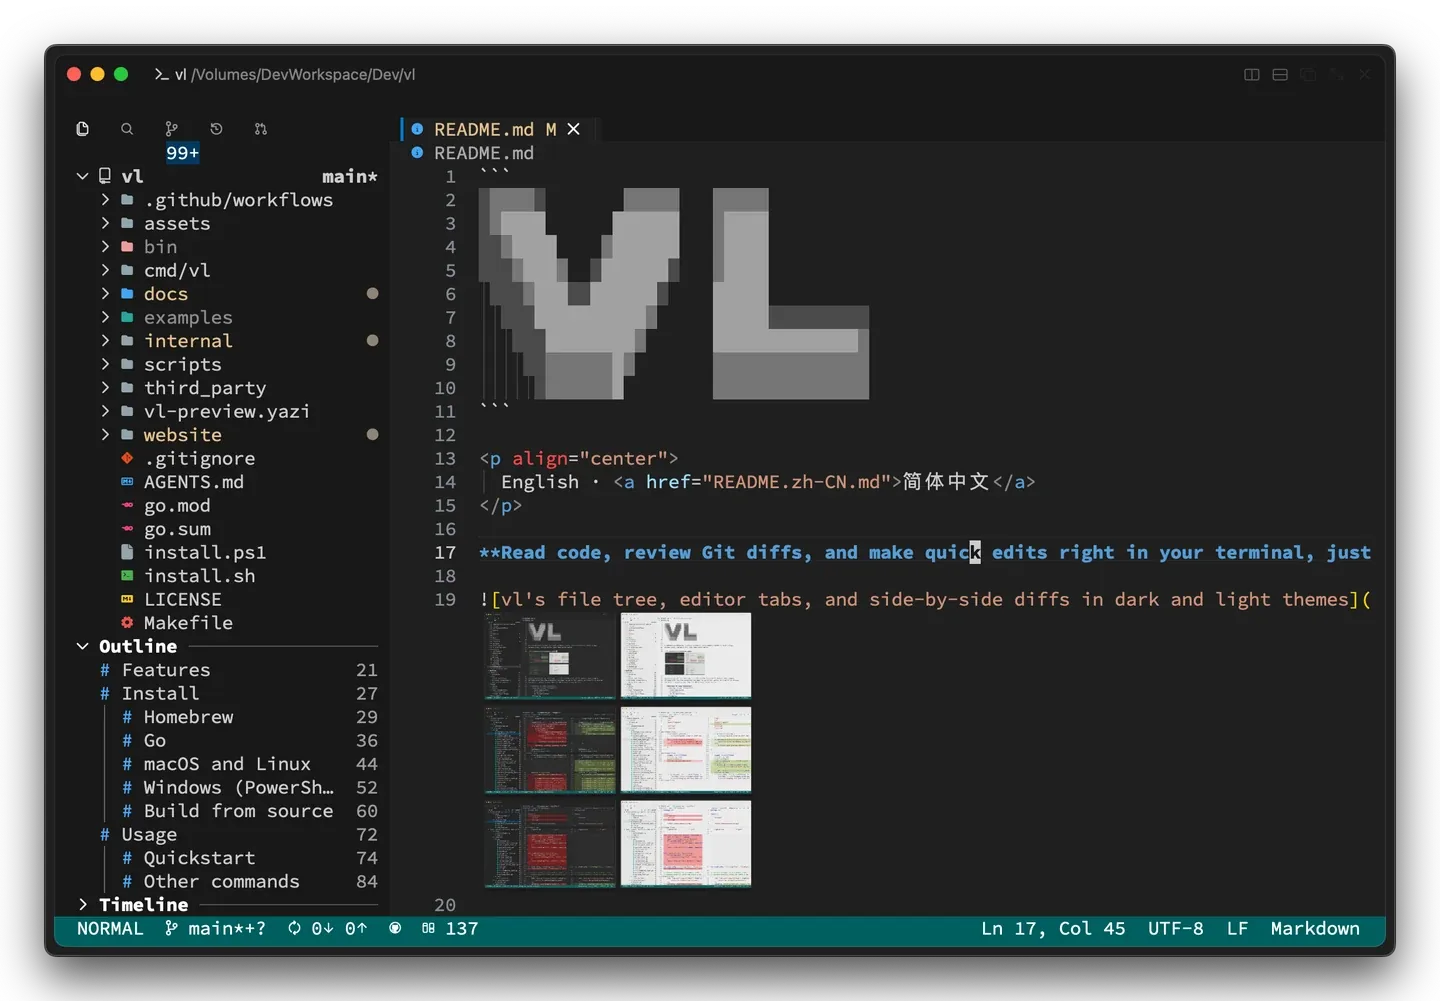 vl /Volumes/DevWorkspace/Dev/vl
99+
vl main*
.github/workflows
assets
bin
cmd/vl
docs
examples
internal
scripts
third_party
vl-preview.yazi
website
.gitignore
AGENTS.md
go.mod
go.sum
install.ps1
install.sh
LICENSE
Makefile
Outline
# Features 21
# Install 27
# Homebrew 29
# Go 36
# macOS and Linux 44
# Windows (PowerSh… 52
# Build from source 60
# Usage 72
# Quickstart 74
# Other commands 84
Timeline
README.md M
README.md
1 ```
2
3
4
5
6
7
8
9
10
VL
11 ```
12
13 <p align="center">
14 English · <a href="README.zh-CN.md">简体中文</a>
15 </p>
16
17 **Read code, review Git diffs, and make quick edits right in your terminal, just
18
19 ![vl's file tree, editor tabs, and side-by-side diffs in dark and light themes](
VL
VL
20
NORMAL main*+? 0↓ 0↑ 137 Ln 17, Col 45 UTF-8 LF Markdown